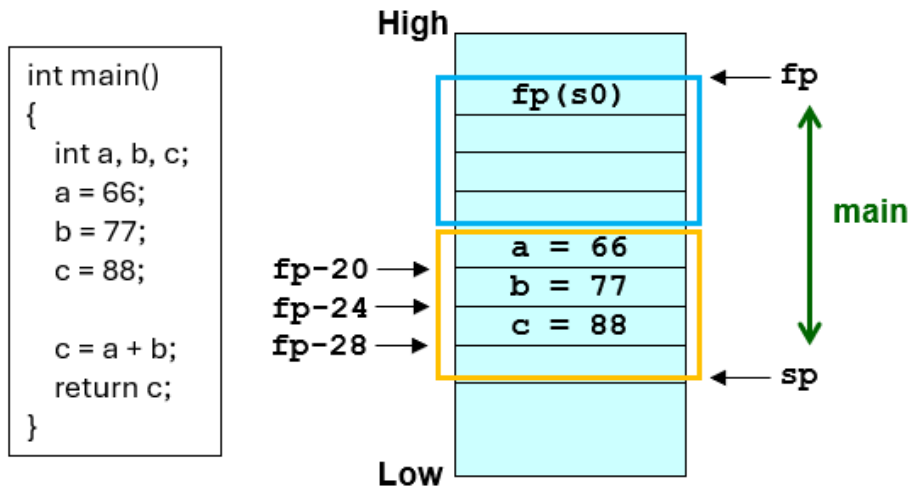 int main()
{
int a, b, c;
a = 66;
b = 77;
c = 88;
c = a + b;
return c;
}
High
fp(s0)
a = 66
b = 77
c = 88
fp-20
fp-24
fp-28
Low
fp
main
sp